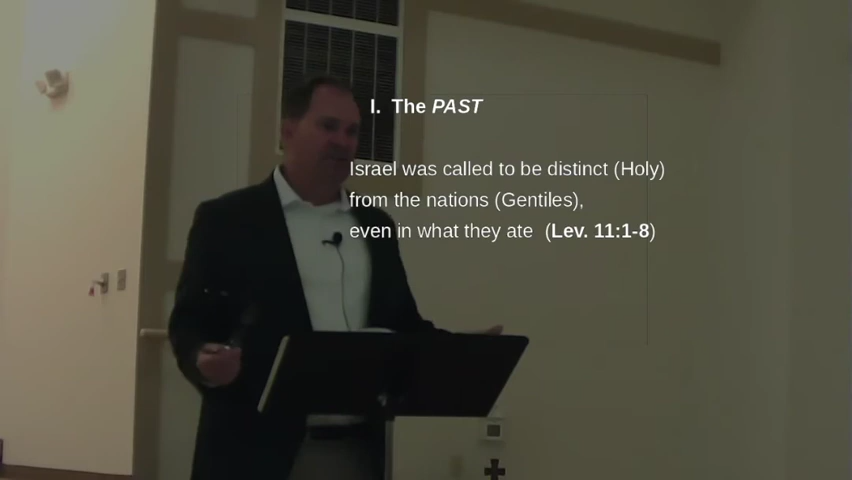 I. The PAST
Israel was called to be distinct (Holy)
from the nations (Gentiles),
even in what they ate (Lev. 11:1-8)